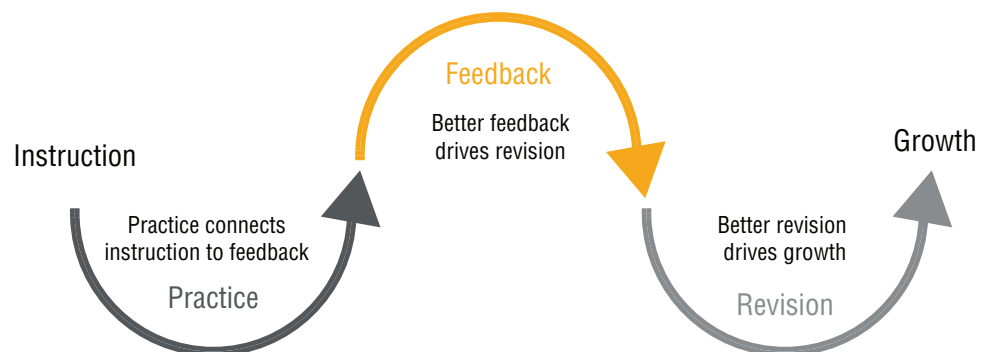 Instruction
Practice connects
instruction to feedback
Practice
Feedback
Better feedback
drives revision
Better revision
drives growth
Revision
Growth